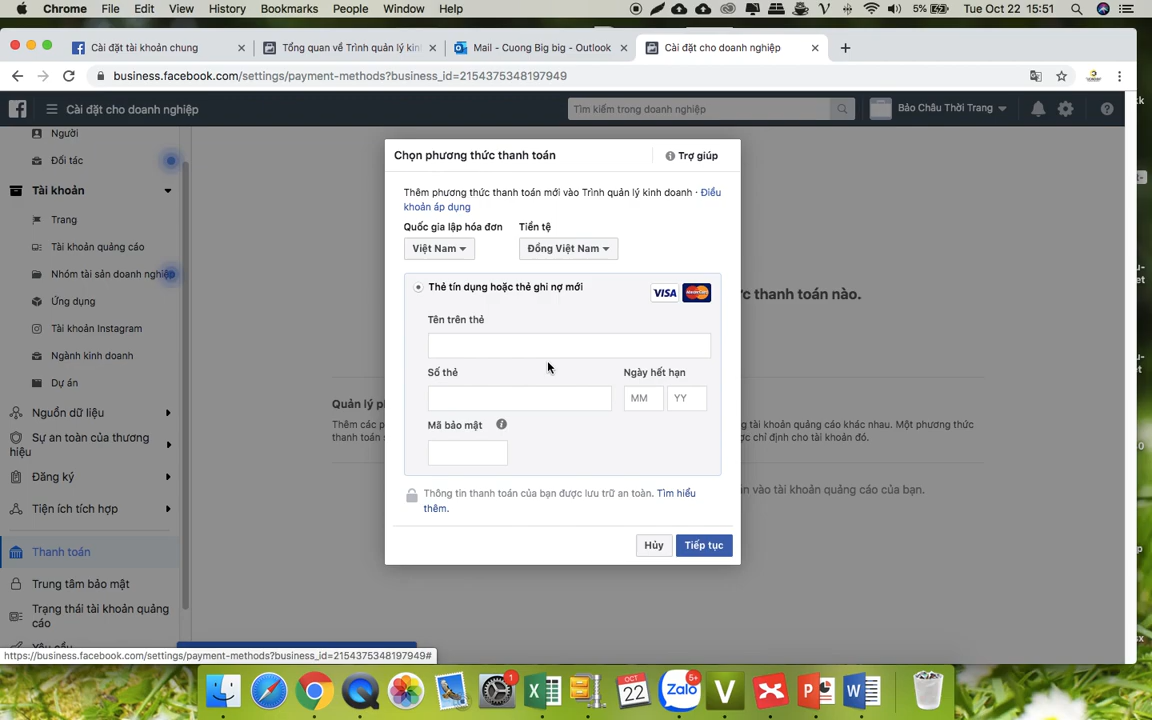 Chrome File Edit View History Bookmarks People Window Help 5% Tue Oct 22 15:51
Cài đặt tài khoản chung
Tổng quan về Trình quản lý kin
Mail - Cuong Big big - Outlook
Cài đặt cho doanh nghiệp
business.facebook.com/settings/payment-methods?business_id=2154375348197949
Cài đặt cho doanh nghiệp
Tìm kiếm trong doanh nghiệp
Bảo Châu Thời Trang
Người
Đối tác
Tài khoản
Trang
Tài khoản quảng cáo
Nhóm tài sản doanh nghiệp
Ứng dụng
Tài khoản Instagram
Ngành kinh doanh
Dự án
Nguồn dữ liệu
Sự an toàn của thương
hiệu
Đăng ký
Tiện ích tích hợp
Thanh toán
Trung tâm bảo mật
Trạng thái tài khoản quảng
cáo
Yêu cầu
Chọn phương thức thanh toán
Trợ giúp
Thêm phương thức thanh toán mới vào Trình quản lý kinh doanh · Điều
khoản áp dụng
Quốc gia lập hóa đơn Tiền tệ
Việt Nam Đồng Việt Nam
Thẻ tín dụng hoặc thẻ ghi nợ mới
VISA MasterCard
Tên trên thẻ
Số thẻ Ngày hết hạn
MM YY
Mã bảo mật
Thông tin thanh toán của bạn được lưu trữ an toàn. Tìm hiểu
thêm.
Hủy Tiếp tục
thức thanh toán nào.
Quản lý
Thêm các
thanh toán
tài khoản quảng cáo khác nhau. Một phương thức
được chỉ định cho tài khoản đó.
vào tài khoản quảng cáo của bạn.
https://business.facebook.com/settings/payment-methods?business_id=2154375348197949#
1
OCT
22
Zalo
5+